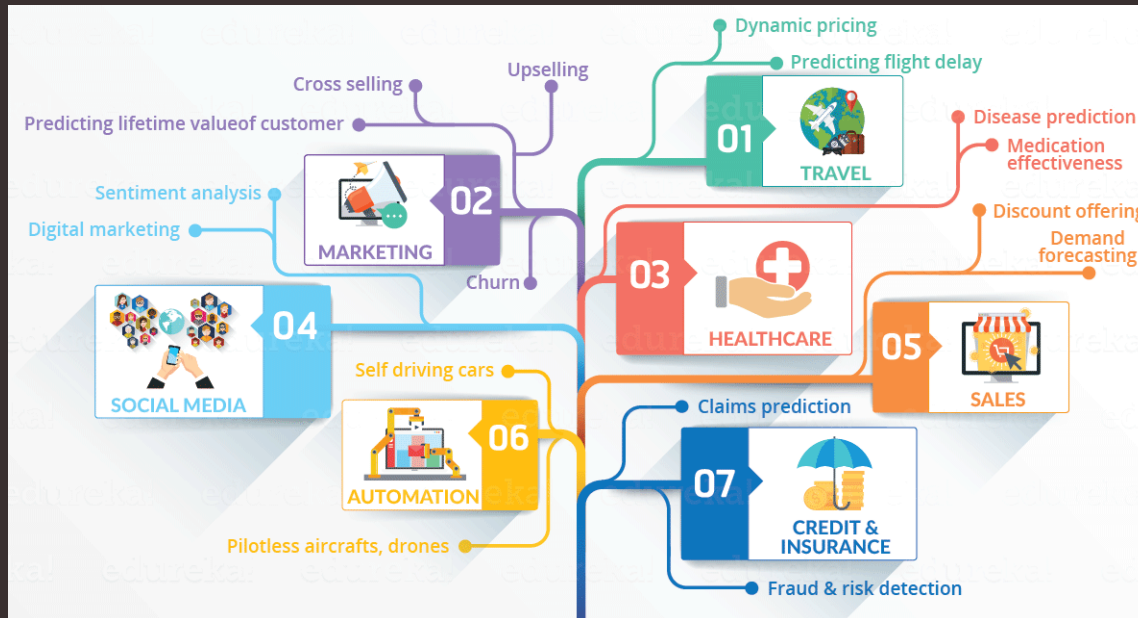 Dynamic pricing
Predicting flight delay
01
TRAVEL
Upselling
Cross selling
Predicting lifetime valueof customer
02
MARKETING
Churn
Disease prediction
Medication
effectiveness
03
HEALTHCARE
Sentiment analysis
Digital marketing
04
SOCIAL MEDIA
Discount offering
Demand
forecasting
05
SALES
Self driving cars
06
AUTOMATION
Pilotless aircrafts, drones
Claims prediction
07
CREDIT &
INSURANCE
Fraud & risk detection
edureka!